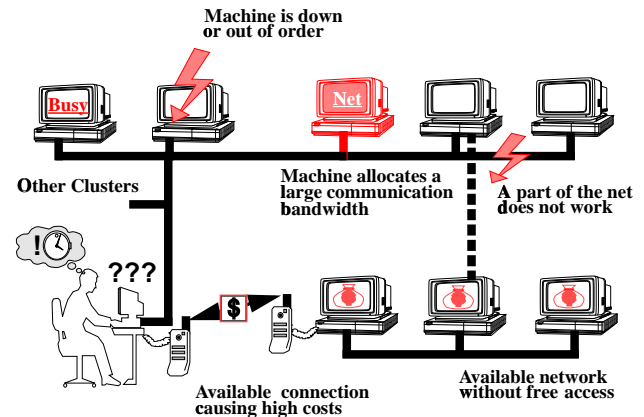 Machine is down
or out of order
Busy
Net
Other Clusters
Machine allocates a
large communication
bandwidth
A part of the net
does not work
!
???
$
Available connection
causing high costs
Available network
without free access